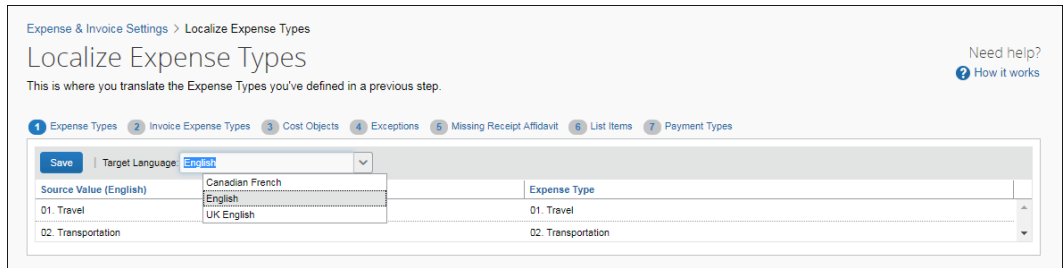 Expense & Invoice Settings > Localize Expense Types
Localize Expense Types
Need help?
? How it works
This is where you translate the Expense Types you've defined in a previous step.
1 Expense Types 2 Invoice Expense Types 3 Cost Objects 4 Exceptions 5 Missing Receipt Affidavit 6 List Items 7 Payment Types
Save | Target Language: English
Canadian French
English
UK English
Source Value (English) Expense Type
01. Travel 01. Travel
02. Transportation 02. Transportation